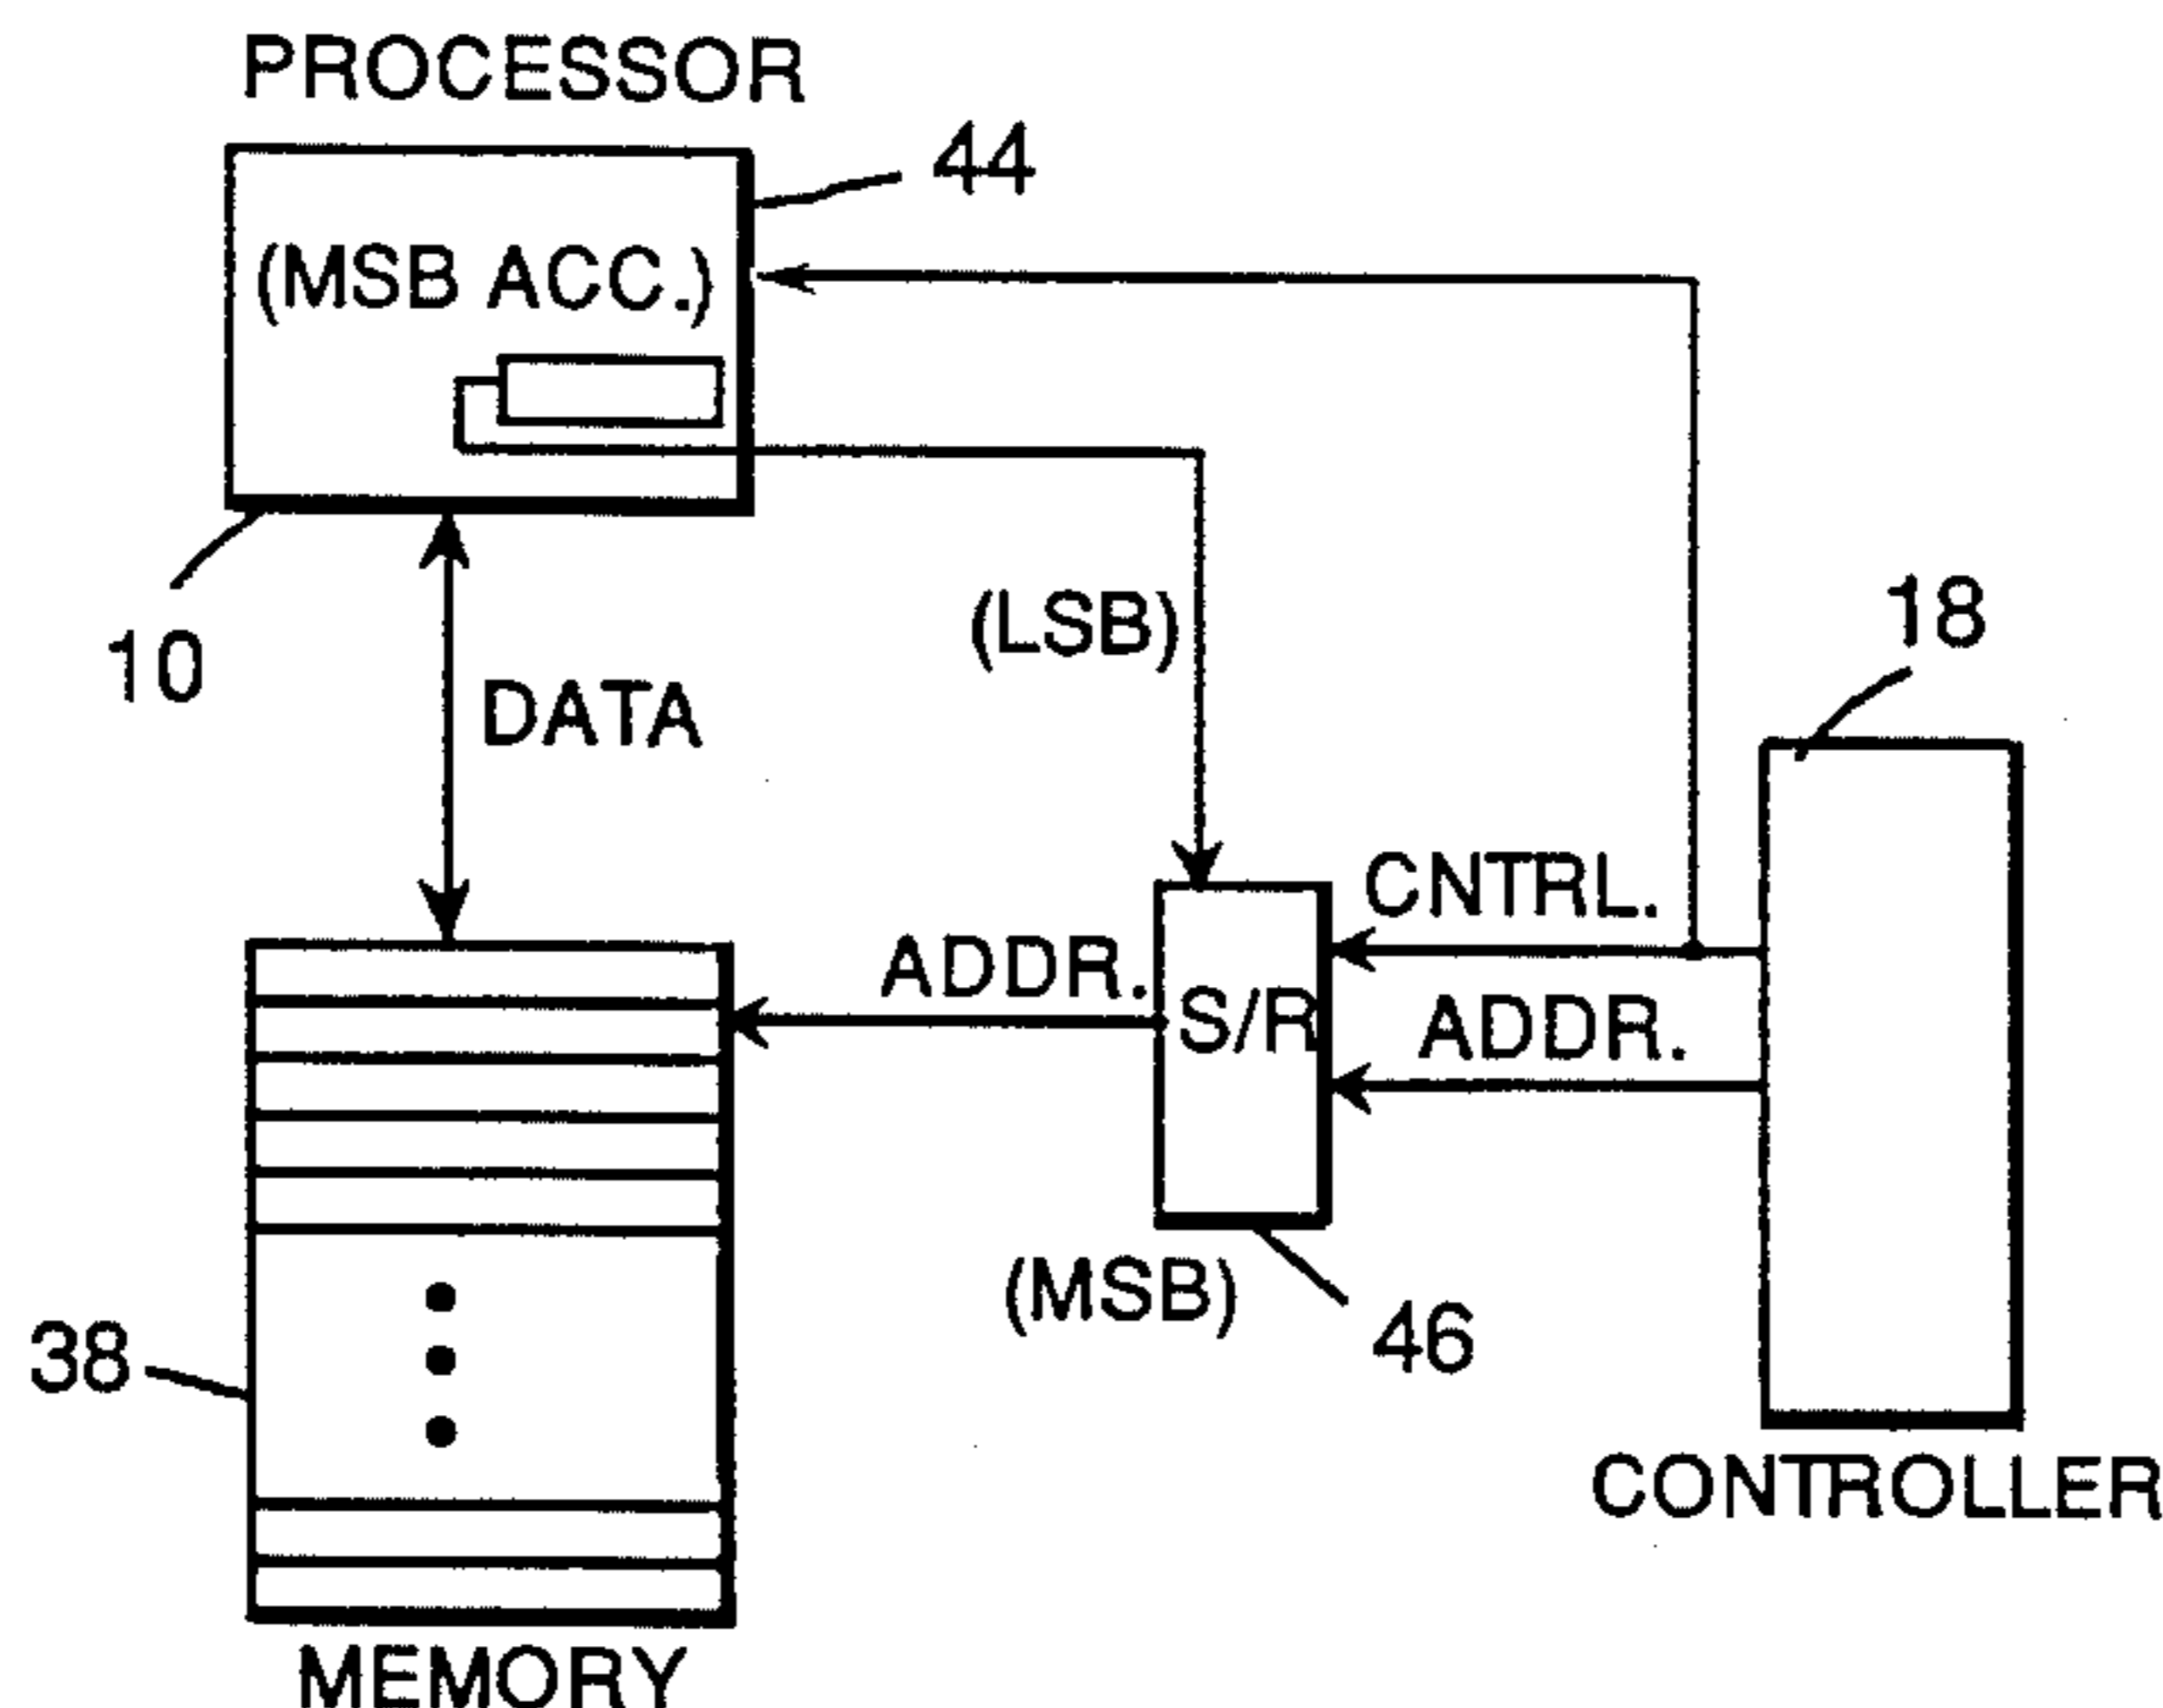 PROCESSOR
44
(MSB ACC.)
10
DATA
(LSB)
18
CNTRL.
ADDR.
S/R
ADDR.
(MSB)
46
38
CONTROLLER
MEMORY